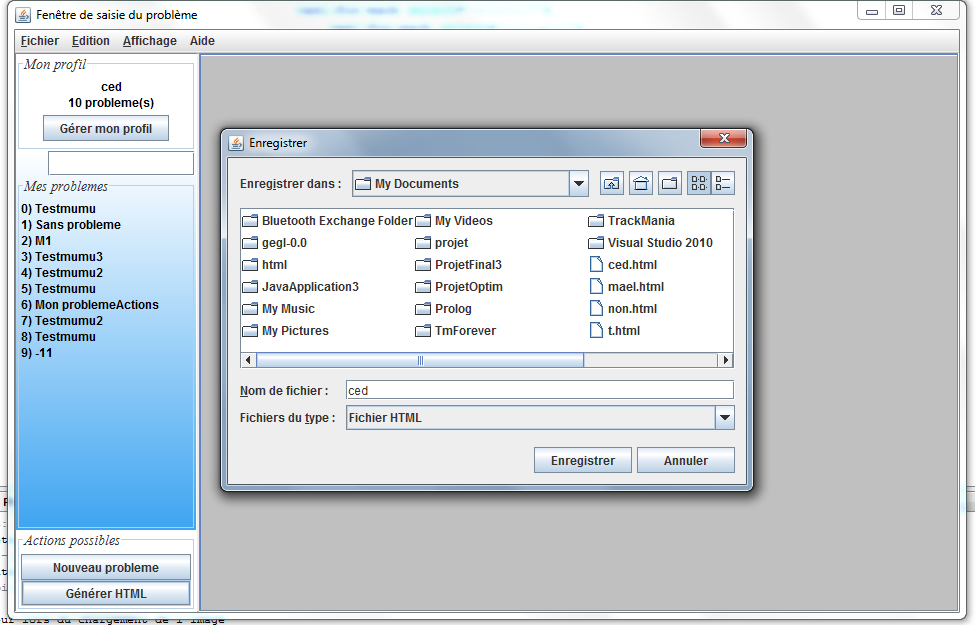 Fenêtre de saisie du problème
Fichier Edition Affichage Aide
Mon profil
ced
10 probleme(s)
Gérer mon profil
Mes problemes
0) Testmumu
1) Sans probleme
2) M1
3) Testmumu3
4) Testmumu2
5) Testmumu
6) Mon problemeActions
7) Testmumu2
8) Testmumu
9) -11
Actions possibles
Nouveau probleme
Générer HTML
Enregistrer
Enregistrer dans :
My Documents
Bluetooth Exchange Folder
gegl-0.0
html
JavaApplication3
My Music
My Pictures
My Videos
projet
ProjetFinal3
ProjetOptim
Prolog
TmForever
TrackMania
Visual Studio 2010
ced.html
mael.html
non.html
t.html
Nom de fichier :
ced
Fichiers du type :
Fichier HTML
Enregistrer
Annuler
ur lors du chargement de l'image